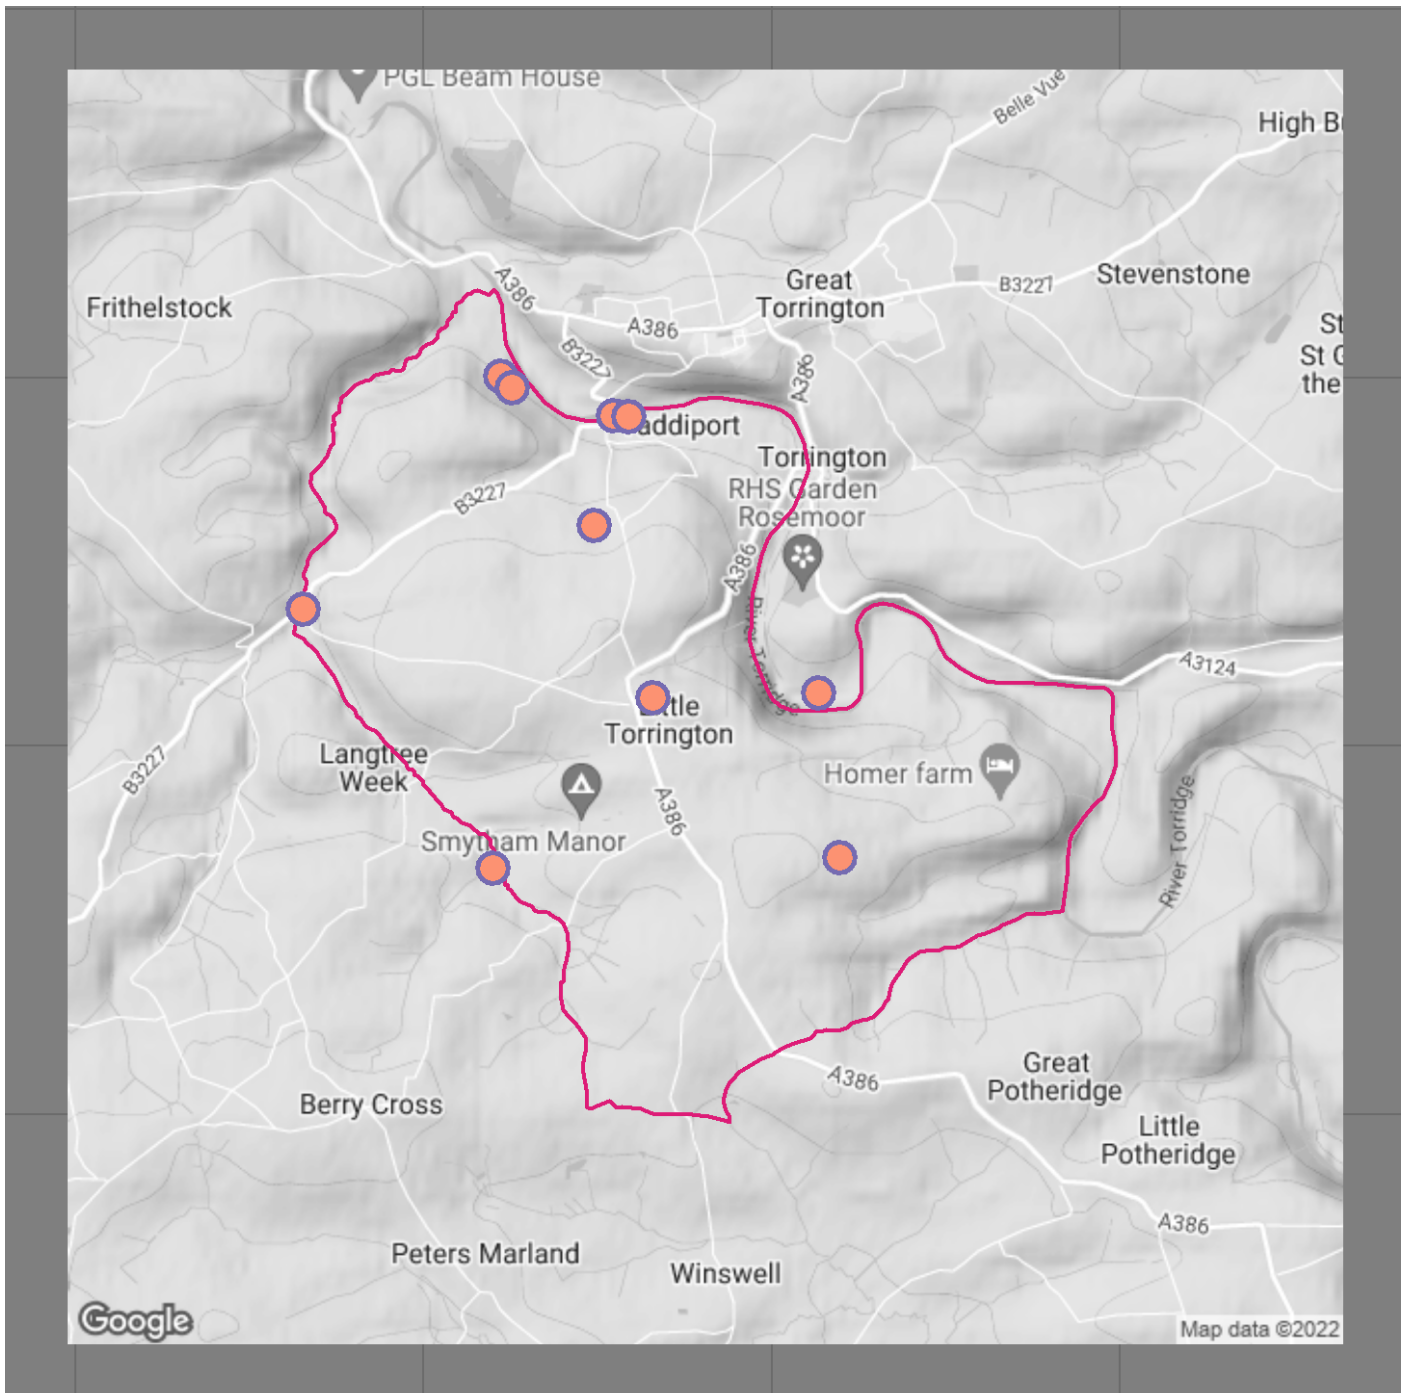 PGL Beam House
Belle Vue
High B
A386
Great
Torrington
Stevenstone
B3227
Frithelstock
A386
B3227
St
St G
the
A386
addiport
Torrington
RHS Garden
Rosemoor
B3227
A386
River Torridge
A3124
Little
Torrington
Langtree
Week
B3227
Homer farm
A386
River Torridge
Smytham Manor
Great
Potheridge
A386
Berry Cross
Little
Potheridge
A386
Peters Marland
Winswell
Google
Map data ©2022